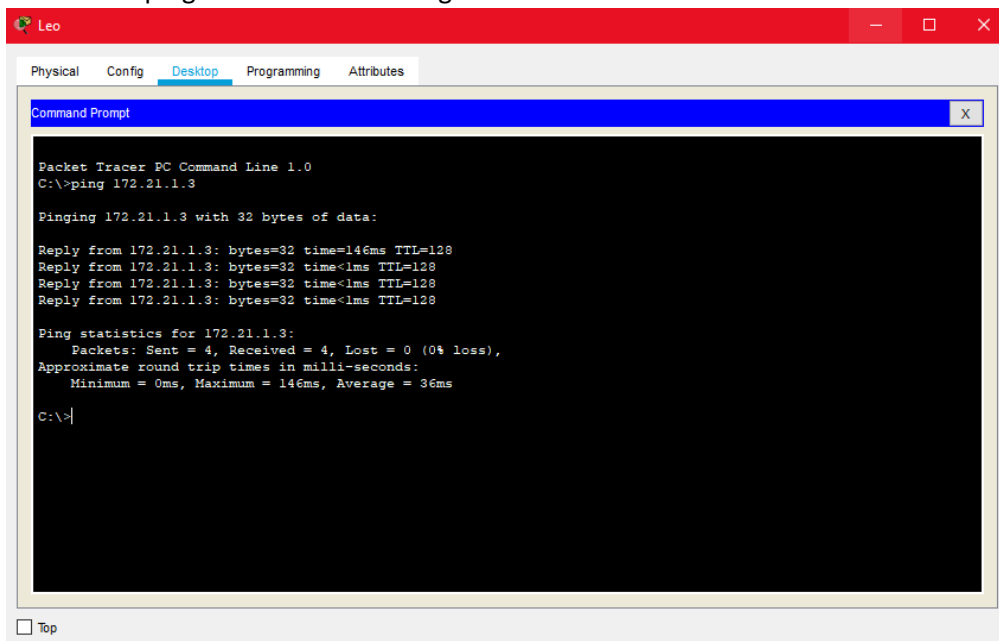 Leo
Physical Config Desktop Programming Attributes
Command Prompt
X
Packet Tracer PC Command Line 1.0
C:\>ping 172.21.1.3
Pinging 172.21.1.3 with 32 bytes of data:
Reply from 172.21.1.3: bytes=32 time=146ms TTL=128
Reply from 172.21.1.3: bytes=32 time<1ms TTL=128
Reply from 172.21.1.3: bytes=32 time<1ms TTL=128
Reply from 172.21.1.3: bytes=32 time<1ms TTL=128
Ping statistics for 172.21.1.3:
Packets: Sent = 4, Received = 4, Lost = 0 (0% loss),
Approximate round trip times in milli-seconds:
Minimum = 0ms, Maximum = 146ms, Average = 36ms
C:\>
Top